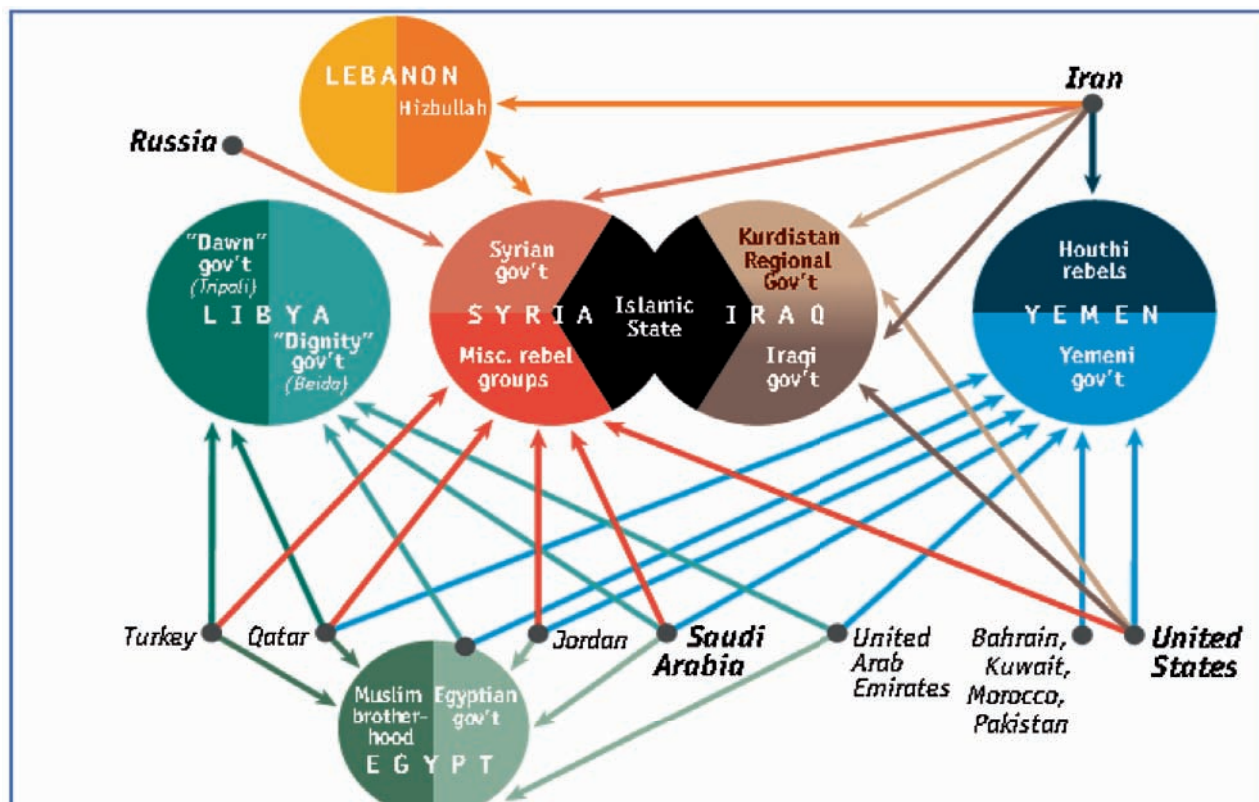 LEBANON
Hizbullah
Iran
Russia
"Dawn"
gov't
(Tripoli)
LIBYA
"Dignity"
gov't
(Beida)
Syrian
gov't
SYRIA
Misc. rebel
groups
Islamic
State
Kurdistan
Regional
Gov't
IRAQ
Iraqi
gov't
Houthi
rebels
YEMEN
Yemeni
gov't
Turkey
Qatar
Jordan
Saudi
Arabia
United
Arab
Emirates
Bahrain,
Kuwait,
Morocco,
Pakistan
United
States
Muslim
brother-
hood
Egyptian
gov't
EGYPT